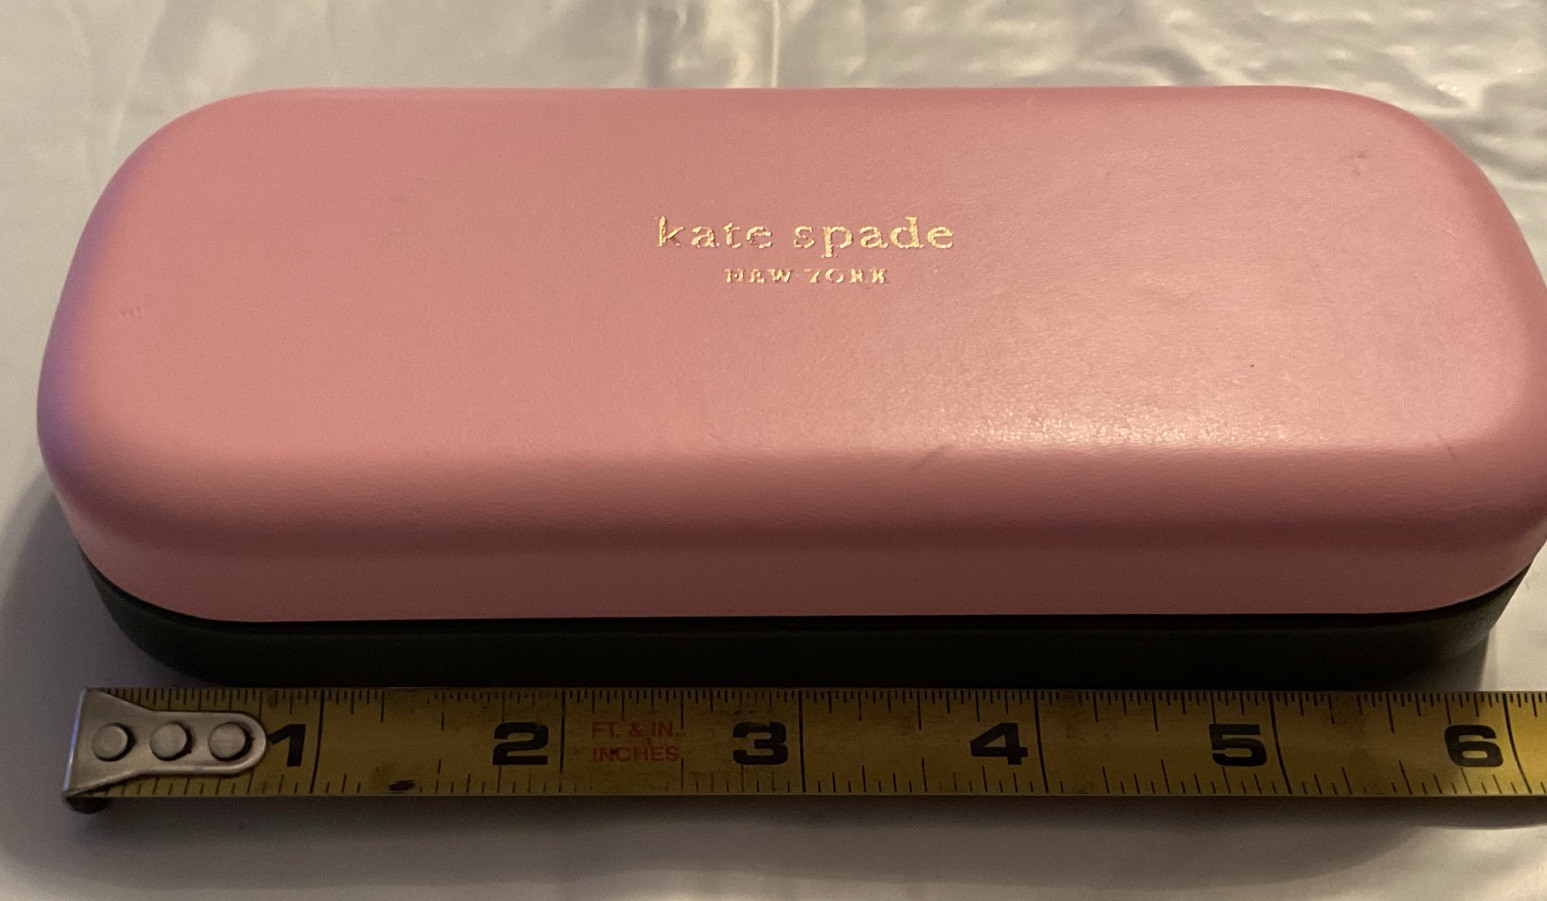 kate spade
NEW YORK
1 2 FT. & IN. 3 4 5 6
INCHES